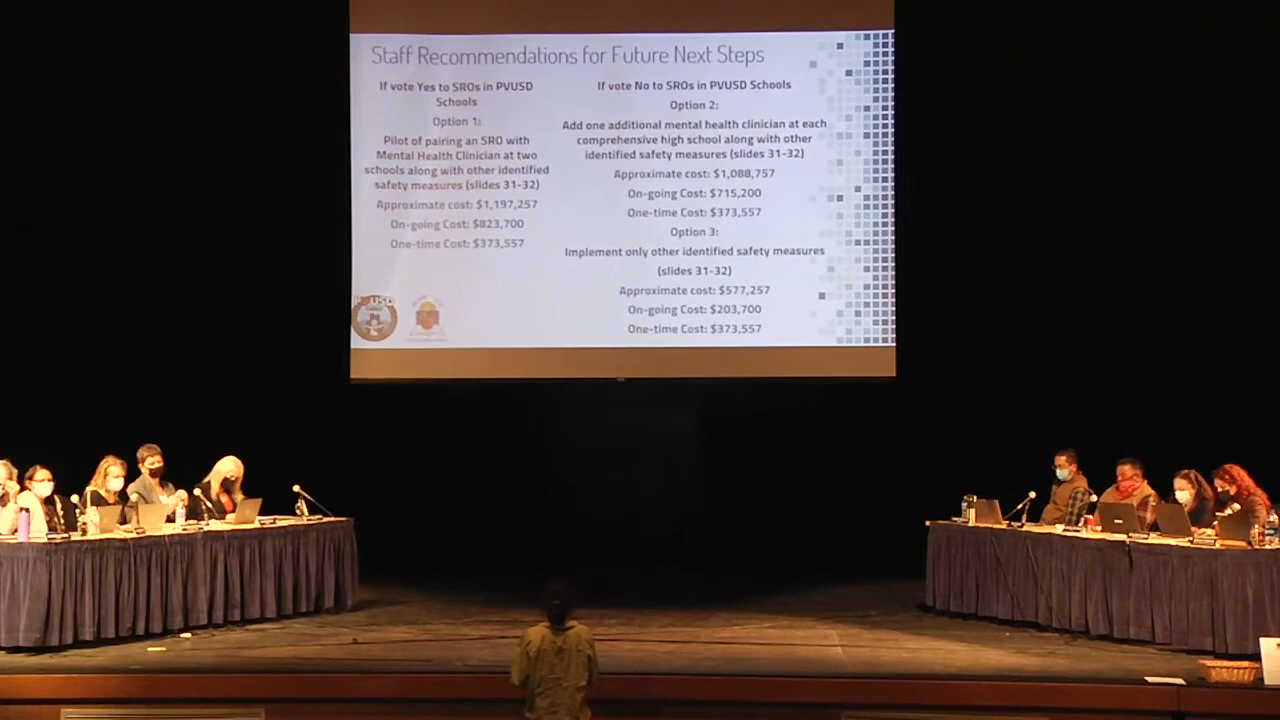 Staff Recommendations for Future Next Steps
If vote Yes to SROs in PVUSD
Schools
Option 1:
Pilot of pairing an SRO with
Mental Health Clinician at two
schools along with other identified
safety measures (slides 31-32)
Approximate cost: $1,197,257
On-going Cost: $823,700
One-time Cost: $373,557
If vote No to SROs in PVUSD Schools
Option 2:
Add one additional mental health clinician at each
comprehensive high school along with other
identified safety measures (slides 31-32)
Approximate cost: $1,088,757
On-going Cost: $715,200
One-time Cost: $373,557
Option 3:
Implement only other identified safety measures
(slides 31-32)
Approximate cost: $577,257
On-going Cost: $203,700
One-time Cost: $373,557